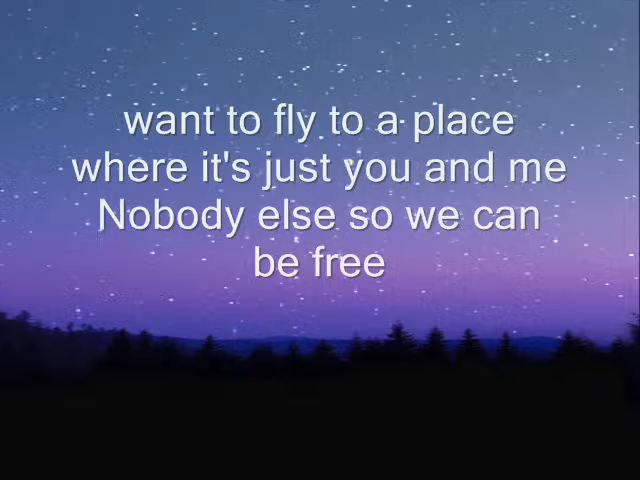 want to fly to a place
where it's just you and me
Nobody else so we can
be free